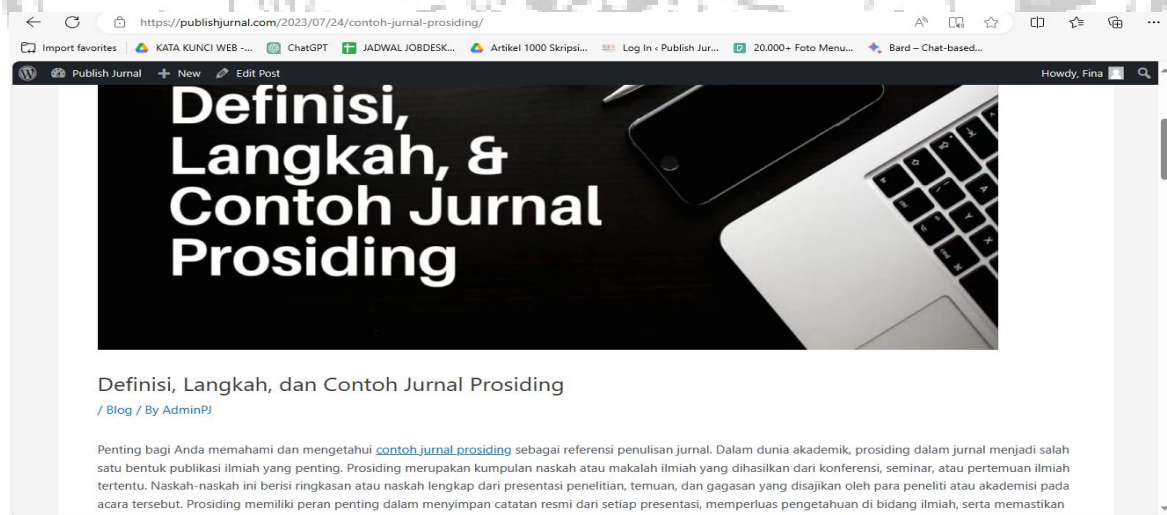 https://publishjurnal.com/2023/07/24/contoh-jurnal-prosiding/
Import favorites KATA KUNCI WEB -... ChatGPT JADWAL JOBDESK... Artikel 1000 Skripsi... Log In ‹ Publish Jur... 20.000+ Foto Menu... Bard – Chat-based...
Publish Jurnal + New Edit Post Howdy, Fina
Definisi,
Langkah, &
Contoh Jurnal
Prosiding
Definisi, Langkah, dan Contoh Jurnal Prosiding
/ Blog / By AdminPJ
Penting bagi Anda memahami dan mengetahui contoh jurnal prosiding sebagai referensi penulisan jurnal. Dalam dunia akademik, prosiding dalam jurnal menjadi salah
satu bentuk publikasi ilmiah yang penting. Prosiding merupakan kumpulan naskah atau makalah ilmiah yang dihasilkan dari konferensi, seminar, atau pertemuan ilmiah
tertentu. Naskah-naskah ini berisi ringkasan atau naskah lengkap dari presentasi penelitian, temuan, dan gagasan yang disajikan oleh para peneliti atau akademisi pada
acara tersebut. Prosiding memiliki peran penting dalam menyimpan catatan resmi dari setiap presentasi, memperluas pengetahuan di bidang ilmiah, serta memastikan